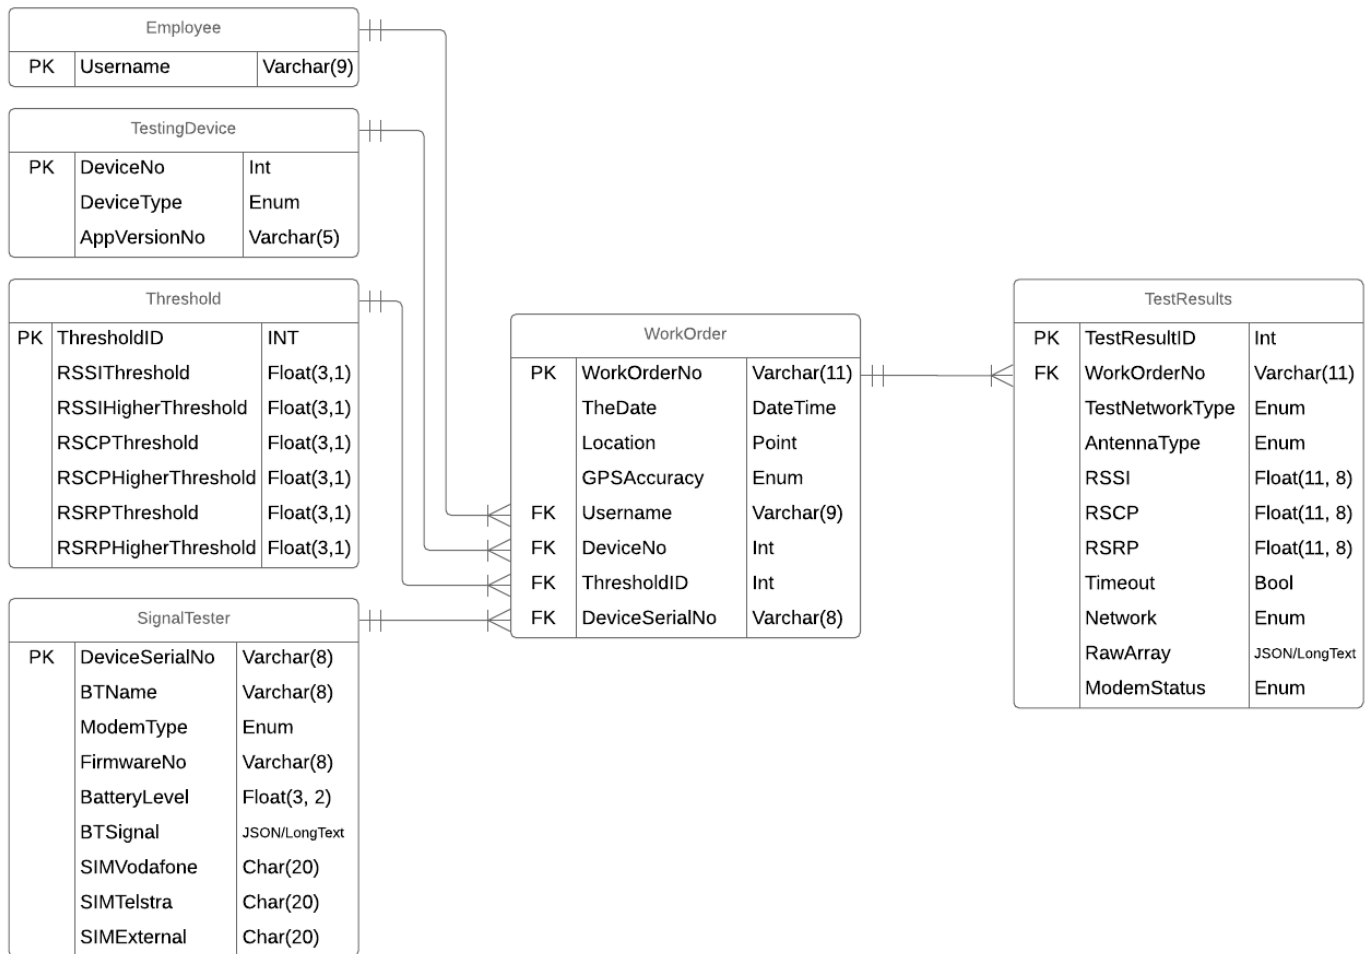 Employee
PK Username Varchar(9)
TestingDevice
PK DeviceNo Int
DeviceType Enum
AppVersionNo Varchar(5)
Threshold
PK ThresholdID INT
RSSIThreshold Float(3,1)
RSSIHigherThreshold Float(3,1)
RSCPThreshold Float(3,1)
RSCPHigherThreshold Float(3,1)
RSRPThreshold Float(3,1)
RSRPHigherThreshold Float(3,1)
SignalTester
PK DeviceSerialNo Varchar(8)
BTName Varchar(8)
ModemType Enum
FirmwareNo Varchar(8)
BatteryLevel Float(3, 2)
BTSignal JSON/LongText
SIMVodafone Char(20)
SIMTelstra Char(20)
SIMExternal Char(20)
WorkOrder
PK WorkOrderNo Varchar(11)
TheDate DateTime
Location Point
GPSAccuracy Enum
FK Username Varchar(9)
FK DeviceNo Int
FK ThresholdID Int
FK DeviceSerialNo Varchar(8)
TestResults
PK TestResultID Int
FK WorkOrderNo Varchar(11)
TestNetworkType Enum
AntennaType Enum
RSSI Float(11, 8)
RSCP Float(11, 8)
RSRP Float(11, 8)
Timeout Bool
Network Enum
RawArray JSON/LongText
ModemStatus Enum